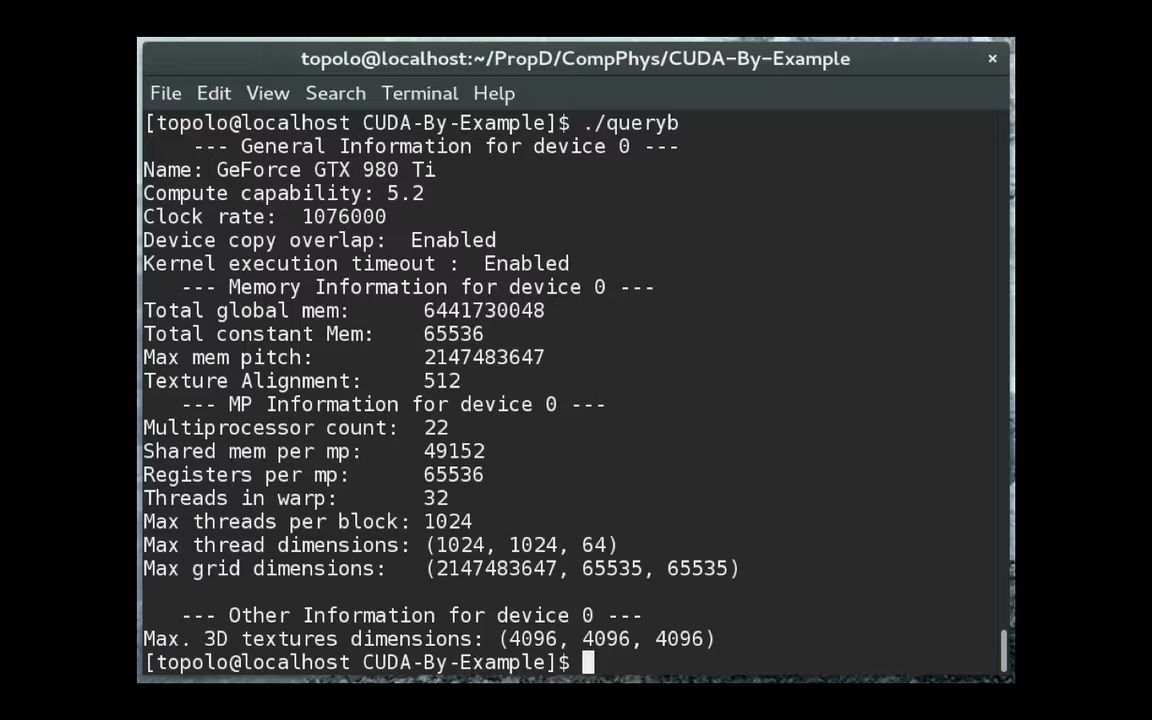 topolo@localhost:~/PropD/CompPhys/CUDA-By-Example ×
File Edit View Search Terminal Help
[topolo@localhost CUDA-By-Example]$ ./queryb
    --- General Information for device 0 ---
Name: GeForce GTX 980 Ti
Compute capability: 5.2
Clock rate:  1076000
Device copy overlap:  Enabled
Kernel execution timeout :  Enabled
   --- Memory Information for device 0 ---
Total global mem:      6441730048
Total constant Mem:    65536
Max mem pitch:         2147483647
Texture Alignment:     512
   --- MP Information for device 0 ---
Multiprocessor count:  22
Shared mem per mp:     49152
Registers per mp:      65536
Threads in warp:       32
Max threads per block: 1024
Max thread dimensions: (1024, 1024, 64)
Max grid dimensions:   (2147483647, 65535, 65535)
   --- Other Information for device 0 ---
Max. 3D textures dimensions: (4096, 4096, 4096)
[topolo@localhost CUDA-By-Example]$